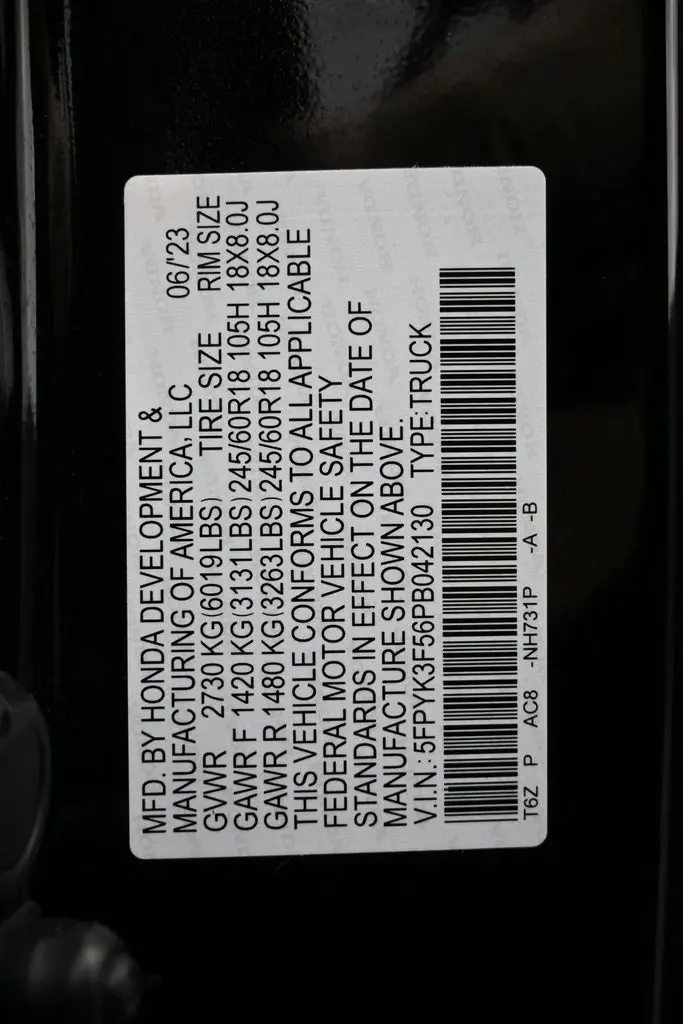 MFD. BY HONDA DEVELOPMENT &
MANUFACTURING OF AMERICA, LLC 06/'23
GVWR 2730 KG(6019LBS) TIRE SIZE RIM SIZE
GAWR F 1420 KG(3131LBS) 245/60R18 105H 18X8.0J
GAWR R 1480 KG(3263LBS) 245/60R18 105H 18X8.0J
THIS VEHICLE CONFORMS TO ALL APPLICABLE
FEDERAL MOTOR VEHICLE SAFETY
STANDARDS IN EFFECT ON THE DATE OF
MANUFACTURE SHOWN ABOVE.
V.I.N.: 5FPYK3F56PB042130 TYPE:TRUCK
T6Z P AC8 -NH731P -A -B